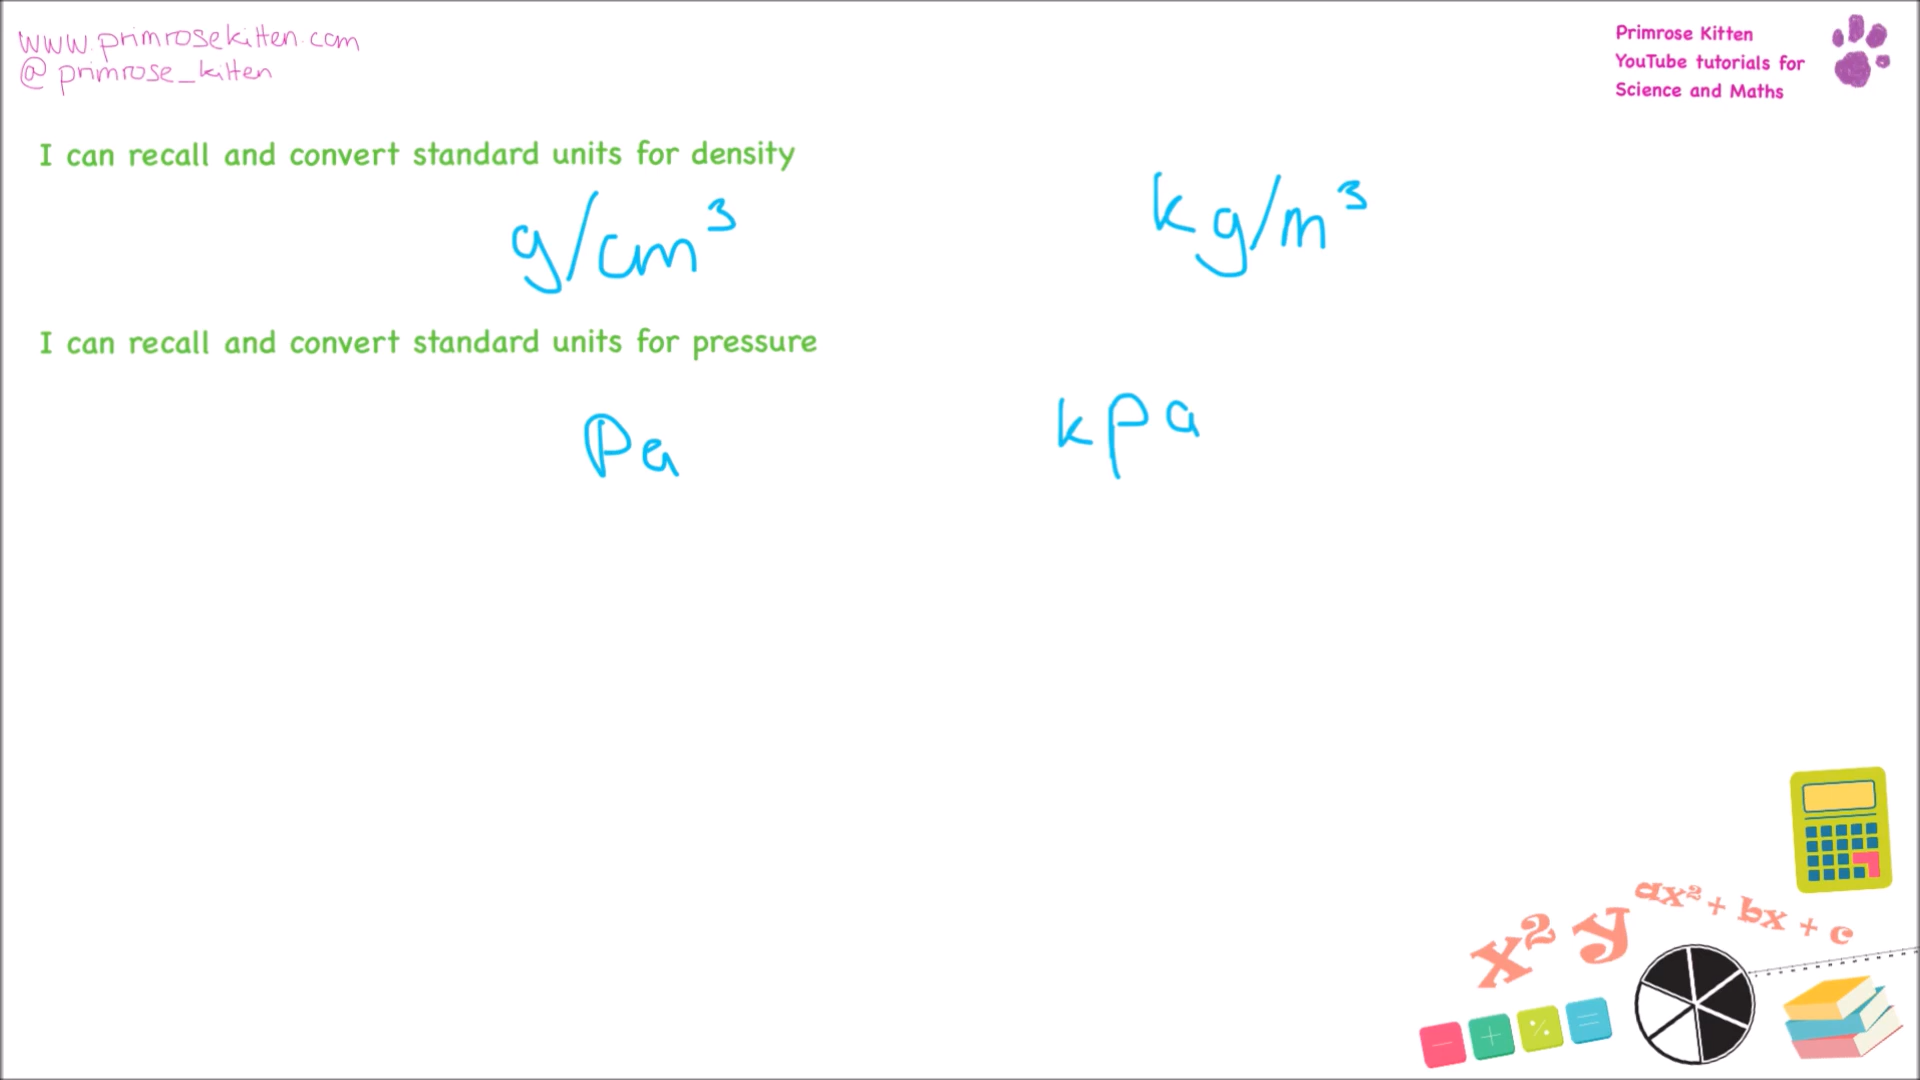 www.primrosekitten.com
@primrose_kitten
Primrose Kitten
YouTube tutorials for
Science and Maths
I can recall and convert standard units for density
g/cm³
kg/m³
I can recall and convert standard units for pressure
Pa
kpa
ax² + bx + c
x² y
− + % =